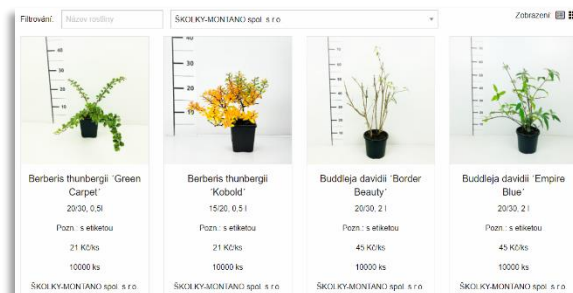 Filtrování: Název rostliny ŠKOLKY-MONTANO spol. s r.o. Zobrazení
Berberis thunbergii ´Green Carpet´
20/30, 0,5l
Pozn.: s etiketou
21 Kč/ks
10000 ks
ŠKOLKY-MONTANO spol. s r.o.
Berberis thunbergii ´Kobold´
15/20, 0,5 l
Pozn.: s etiketou
21 Kč/ks
10000 ks
ŠKOLKY-MONTANO spol. s r.o.
Buddleja davidii ´Border Beauty´
20/30, 2 l
Pozn.: s etiketou
45 Kč/ks
10000 ks
ŠKOLKY-MONTANO spol. s r.o.
Buddleja davidii ´Empire Blue´
20/30, 2 l
Pozn.: s etiketou
45 Kč/ks
10000 ks
ŠKOLKY-MONTANO spol. s r.o.